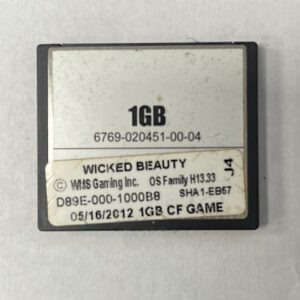 1GB
6769-020451-00-04
WICKED BEAUTY
© WMS Gaming Inc. OS Family H13.33
D89E-000-1000B8 SHA1-EB57
05/16/2012 1GB CF GAME
J4